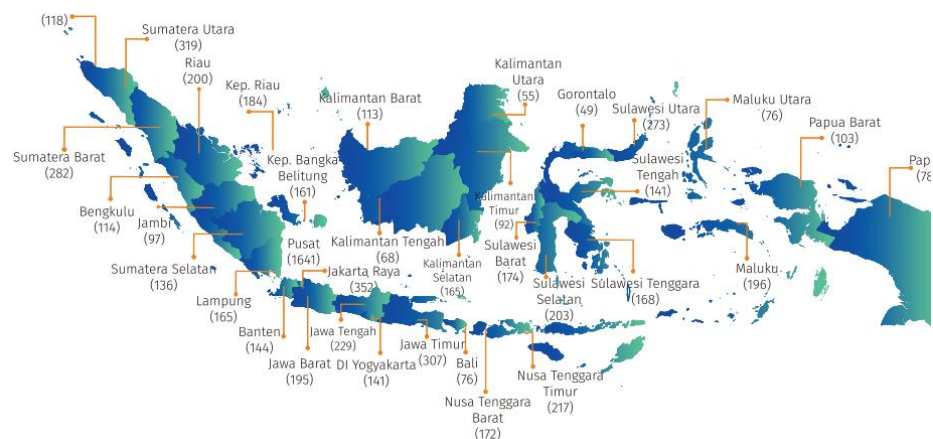 (118)
Sumatera Utara
(319)
Riau
(200)
Kep. Riau
(184)
Kalimantan Barat
(113)
Kalimantan
Utara
(55)
Gorontalo
(49)
Sulawesi Utara
(273)
Maluku Utara
(76)
Papua Barat
(103)
Pap
(78
Sumatera Barat
(282)
Kep. Bangka
Belitung
(161)
Sulawesi
Tengah
(141)
Bengkulu
(114)
Jambi
(97)
Kalimantan
Timur
(92)
Sumatera Selatan
(136)
Pusat
(1641)
Jakarta Raya
(352)
Kalimantan Tengah
(68)
Kalimantan
Selatan
(165)
Sulawesi
Barat
(174)
Sulawesi
Selatan
(203)
Sulawesi Tenggara
(168)
Maluku
(196)
Lampung
(165)
Banten
(144)
Jawa Barat
(195)
Jawa Tengah
(229)
DI Yogyakarta
(141)
Jawa Timur
(307)
Bali
(76)
Nusa Tenggara
Barat
(172)
Nusa Tenggara
Timur
(217)